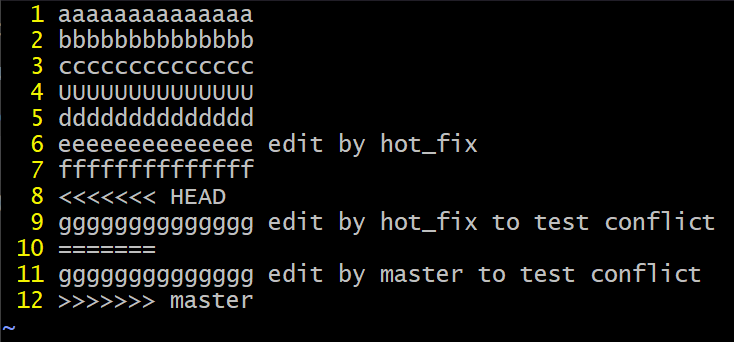 1 aaaaaaaaaaaaaa
2 bbbbbbbbbbbbbb
3 cccccccccccccc
4 UUUUUUUUUUUUUU
5 dddddddddddddd
6 eeeeeeeeeeeeee edit by hot_fix
7 ffffffffffffff
8 <<<<<<< HEAD
9 gggggggggggggg edit by hot_fix to test conflict
10 =======
11 gggggggggggggg edit by master to test conflict
12 >>>>>>> master
~